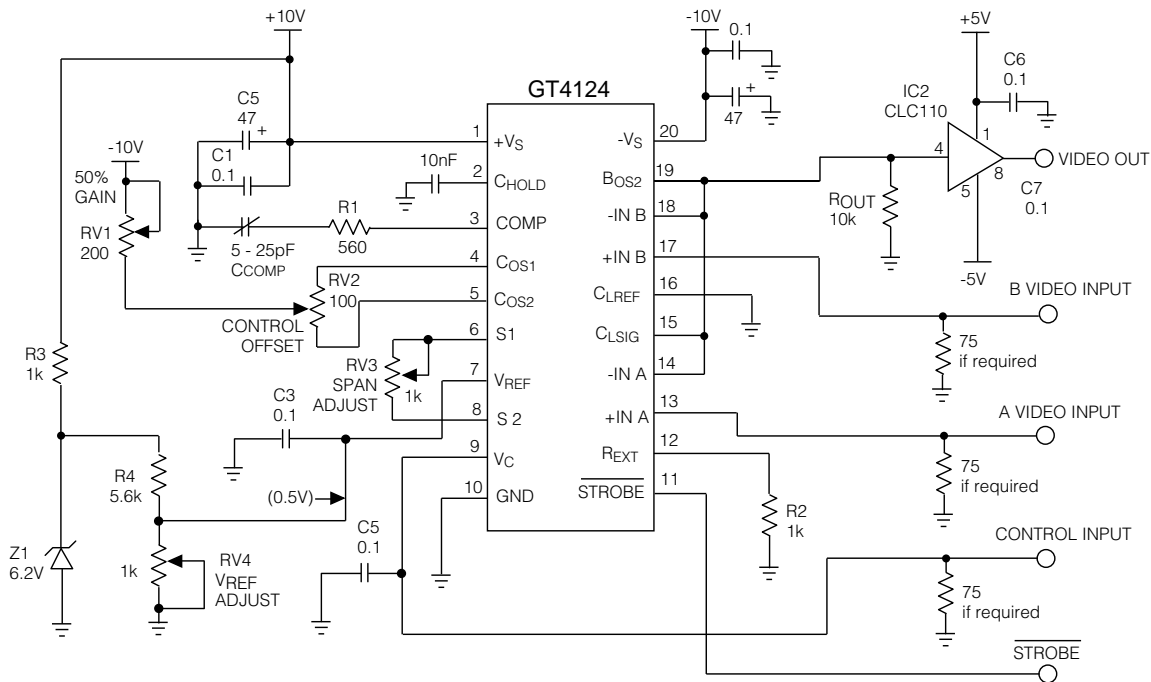 +10V
-10V
+5V
0.1
C6
0.1
GT4124
IC2
CLC110
C5
47
+
+
47
1
+VS
-VS
20
1
4
8
5
VIDEO OUT
C7
0.1
-10V
C1
0.1
10nF
2
CHOLD
BOS2
19
50%
GAIN
RV1
200
R1
560
3
COMP
-IN B
18
ROUT
10k
5 - 25pF
CCOMP
4
COS1
+IN B
17
-5V
RV2
100
5
COS2
CLREF
16
B VIDEO INPUT
CONTROL
OFFSET
6
S1
CLSIG
15
75
if required
R3
1k
RV3
SPAN
ADJUST
1k
7
VREF
-IN A
14
C3
0.1
8
S 2
+IN A
13
A VIDEO INPUT
9
VC
REXT
12
75
if required
R4
5.6k
(0.5V)
10
GND
STROBE
11
C5
0.1
R2
1k
CONTROL INPUT
Z1
6.2V
1k
RV4
VREF
ADJUST
75
if required
STROBE